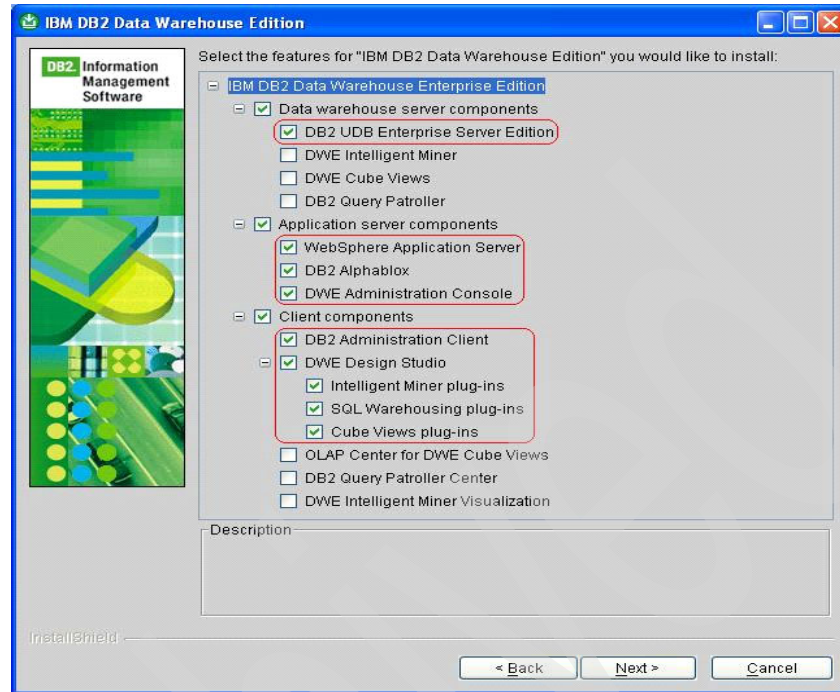 IBM DB2 Data Warehouse Edition
DB2. Information
Management
Software
Select the features for "IBM DB2 Data Warehouse Edition" you would like to install:
IBM DB2 Data Warehouse Enterprise Edition
Data warehouse server components
DB2 UDB Enterprise Server Edition
DWE Intelligent Miner
DWE Cube Views
DB2 Query Patroller
Application server components
WebSphere Application Server
DB2 Alphablox
DWE Administration Console
Client components
DB2 Administration Client
DWE Design Studio
Intelligent Miner plug-ins
SQL Warehousing plug-ins
Cube Views plug-ins
OLAP Center for DWE Cube Views
DB2 Query Patroller Center
DWE Intelligent Miner Visualization
Description
InstallShield
< Back Next > Cancel